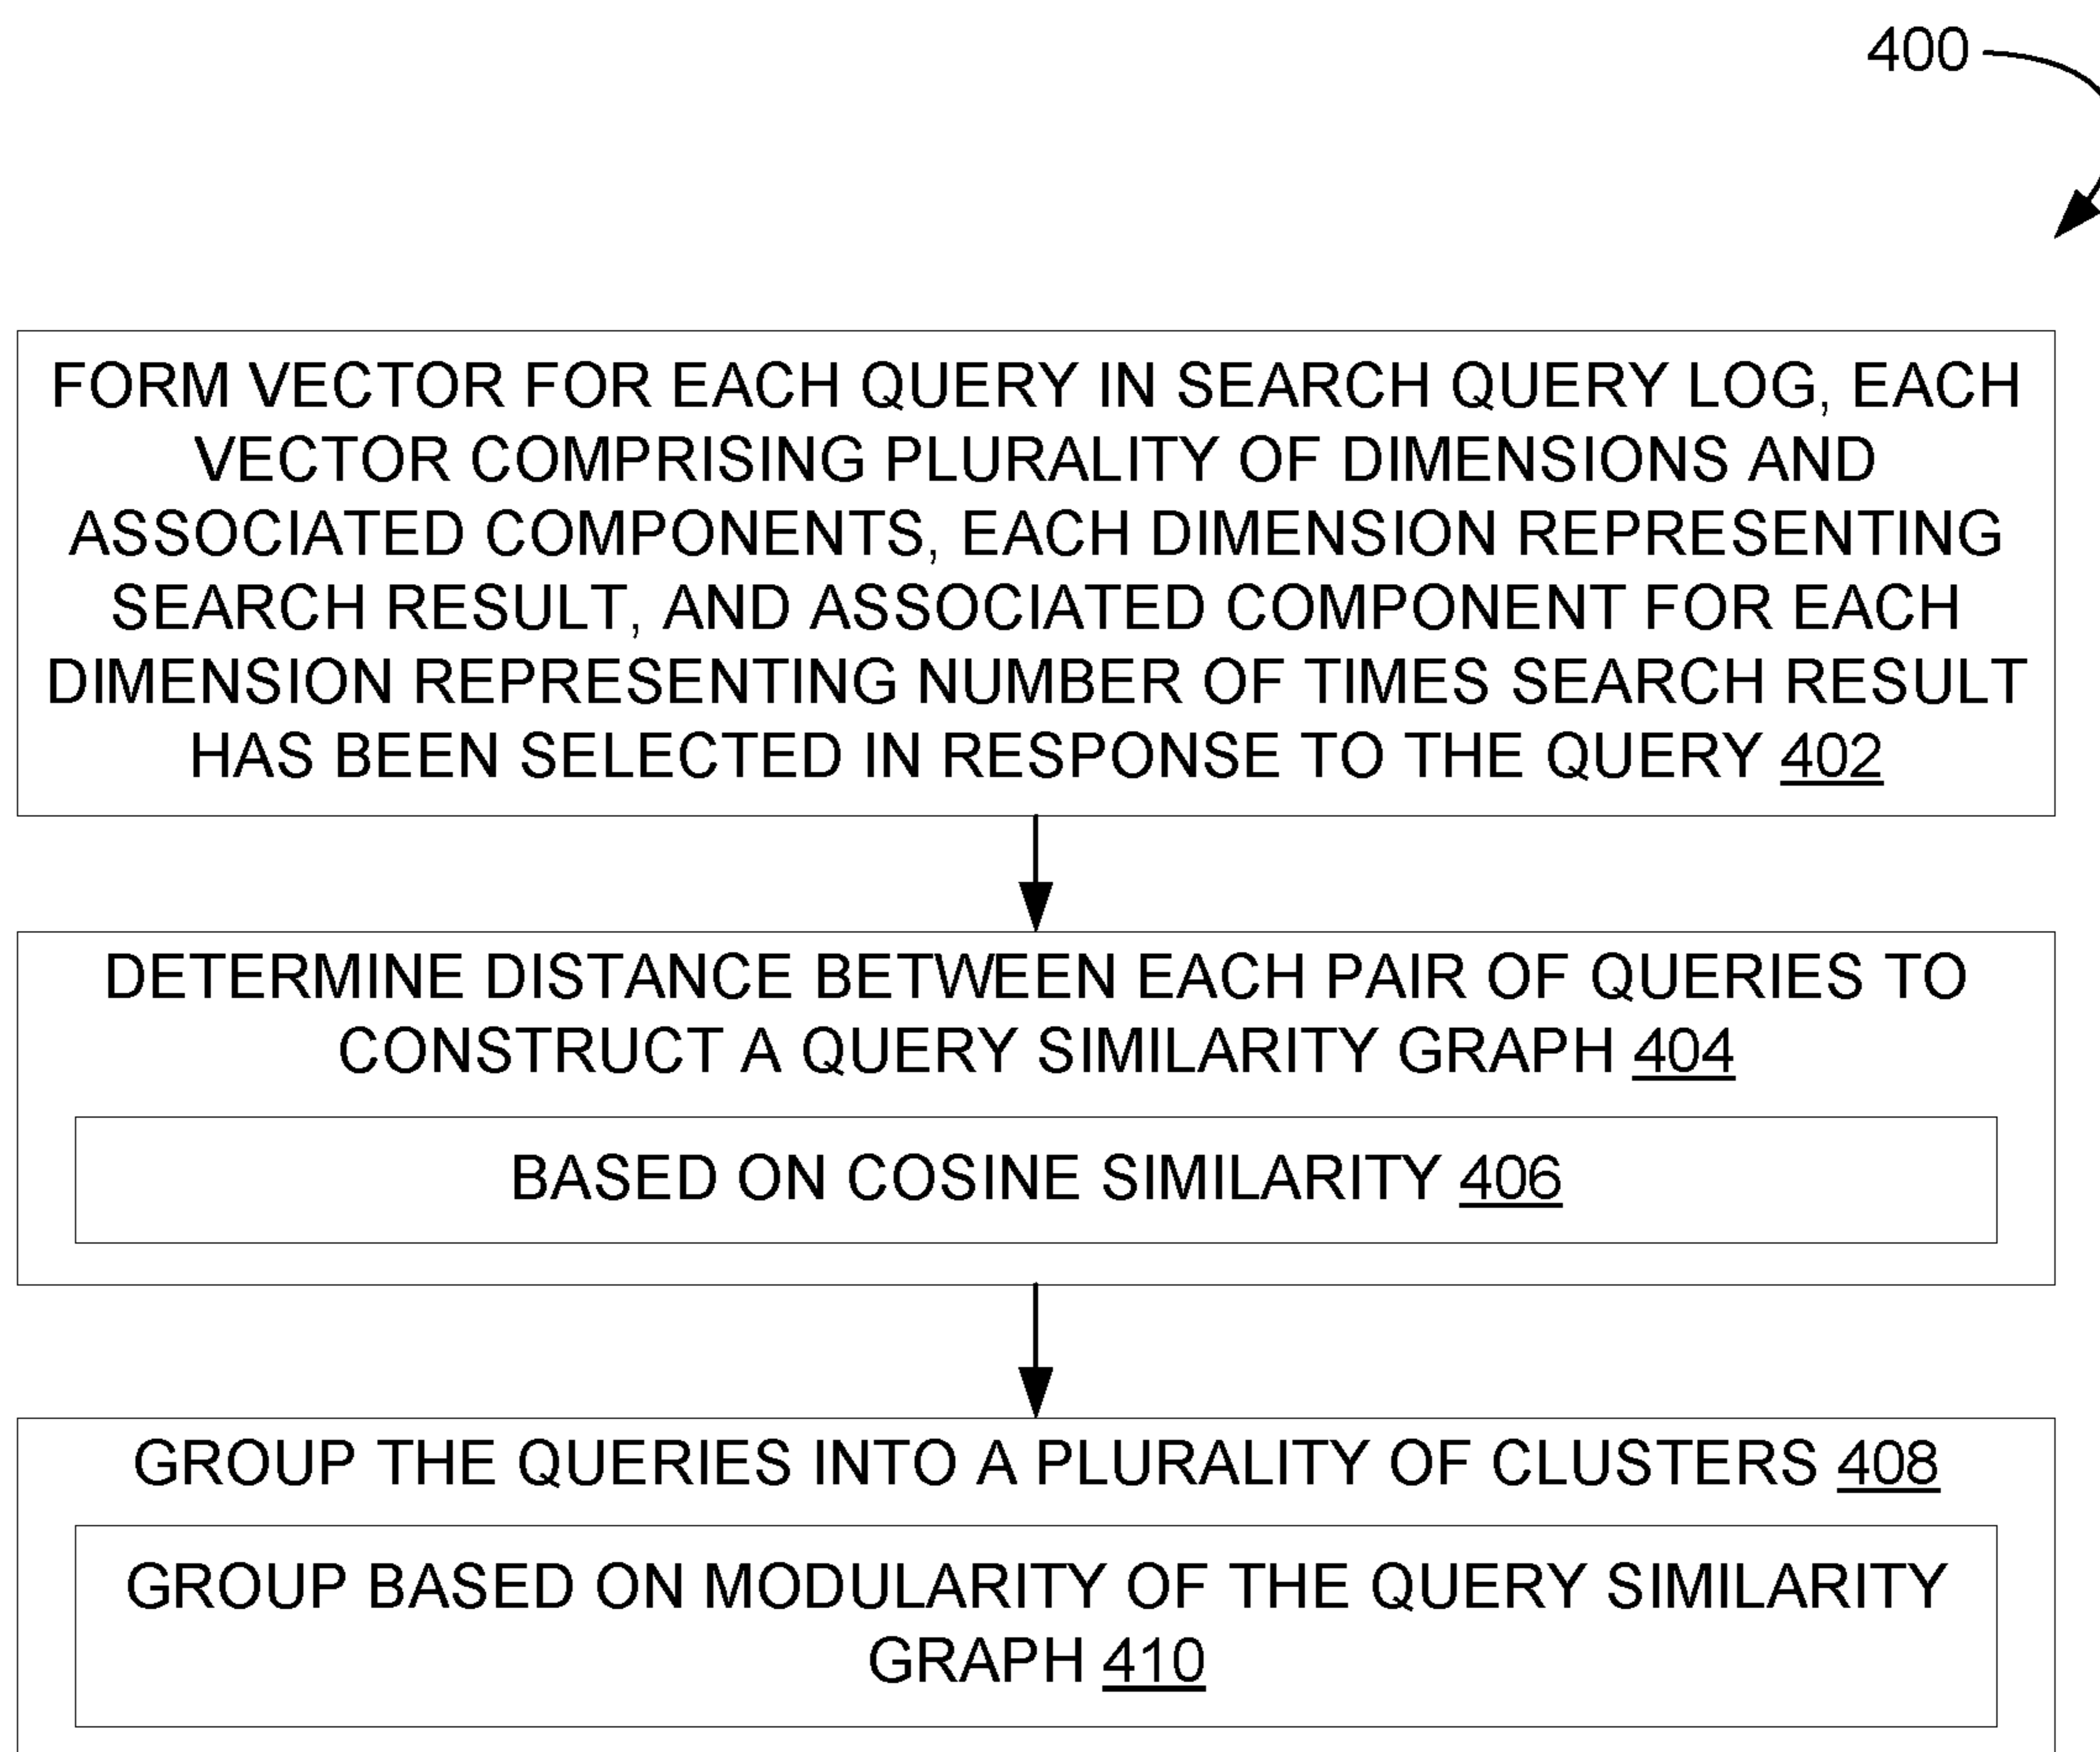 400
FORM VECTOR FOR EACH QUERY IN SEARCH QUERY LOG, EACH
VECTOR COMPRISING PLURALITY OF DIMENSIONS AND
ASSOCIATED COMPONENTS, EACH DIMENSION REPRESENTING
SEARCH RESULT, AND ASSOCIATED COMPONENT FOR EACH
DIMENSION REPRESENTING NUMBER OF TIMES SEARCH RESULT
HAS BEEN SELECTED IN RESPONSE TO THE QUERY 402
DETERMINE DISTANCE BETWEEN EACH PAIR OF QUERIES TO
CONSTRUCT A QUERY SIMILARITY GRAPH 404
BASED ON COSINE SIMILARITY 406
GROUP THE QUERIES INTO A PLURALITY OF CLUSTERS 408
GROUP BASED ON MODULARITY OF THE QUERY SIMILARITY
GRAPH 410